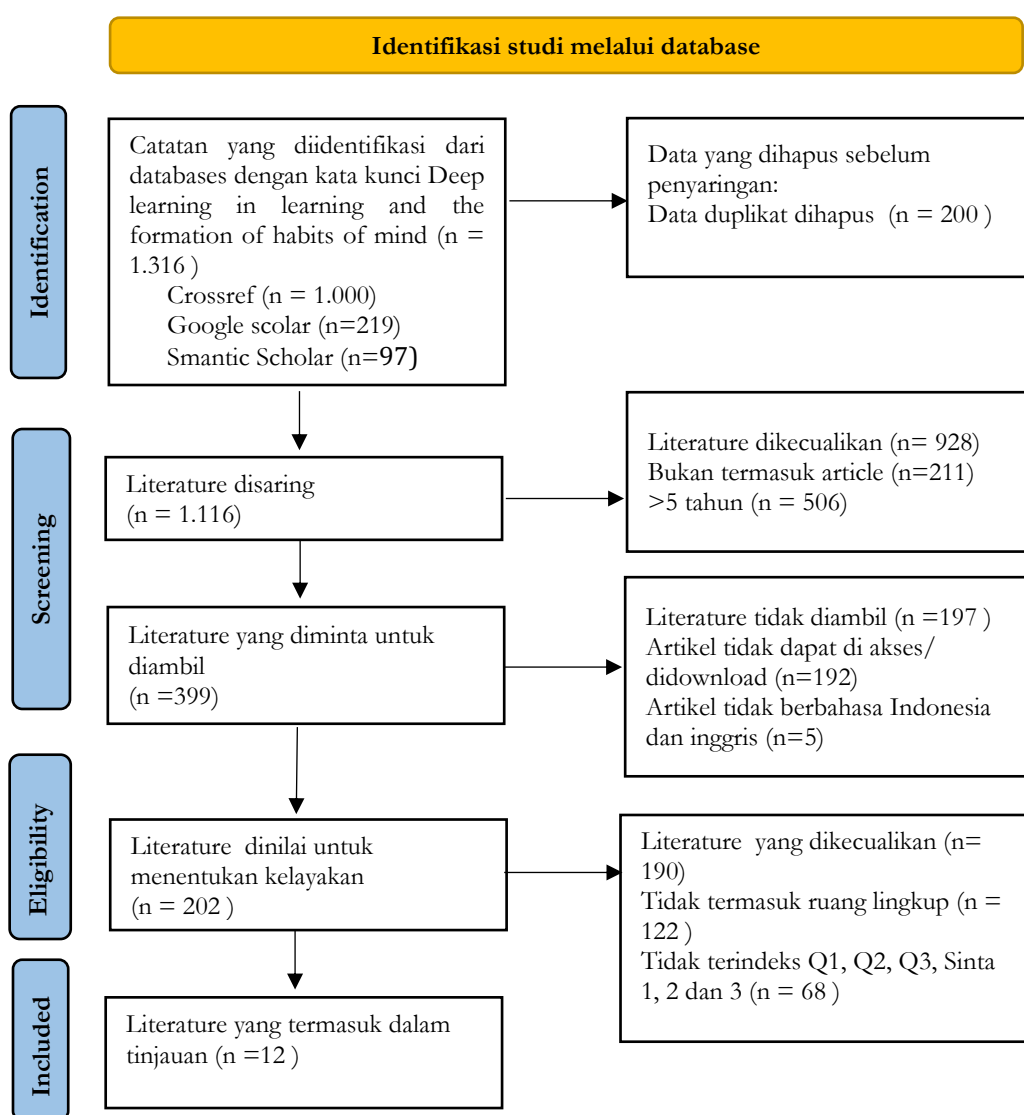 Identifikasi studi melalui database
Identification
Catatan yang diidentifikasi dari
databases dengan kata kunci Deep
learning in learning and the
formation of habits of mind (n =
1.316 )
Crossref (n = 1.000)
Google scolar (n=219)
Smantic Scholar (n=97)
Data yang dihapus sebelum
penyaringan:
Data duplikat dihapus (n = 200 )
Screening
Literature disaring
(n = 1.116)
Literature dikecualikan (n= 928)
Bukan termasuk article (n=211)
>5 tahun (n = 506)
Literature yang diminta untuk
diambil
(n =399)
Literature tidak diambil (n =197 )
Artikel tidak dapat di akses/
didownload (n=192)
Artikel tidak berbahasa Indonesia
dan inggris (n=5)
Eligibility
Literature dinilai untuk
menentukan kelayakan
(n = 202 )
Literature yang dikecualikan (n=
190)
Tidak termasuk ruang lingkup (n =
122 )
Tidak terindeks Q1, Q2, Q3, Sinta
1, 2 dan 3 (n = 68 )
Included
Literature yang termasuk dalam
tinjauan (n =12 )